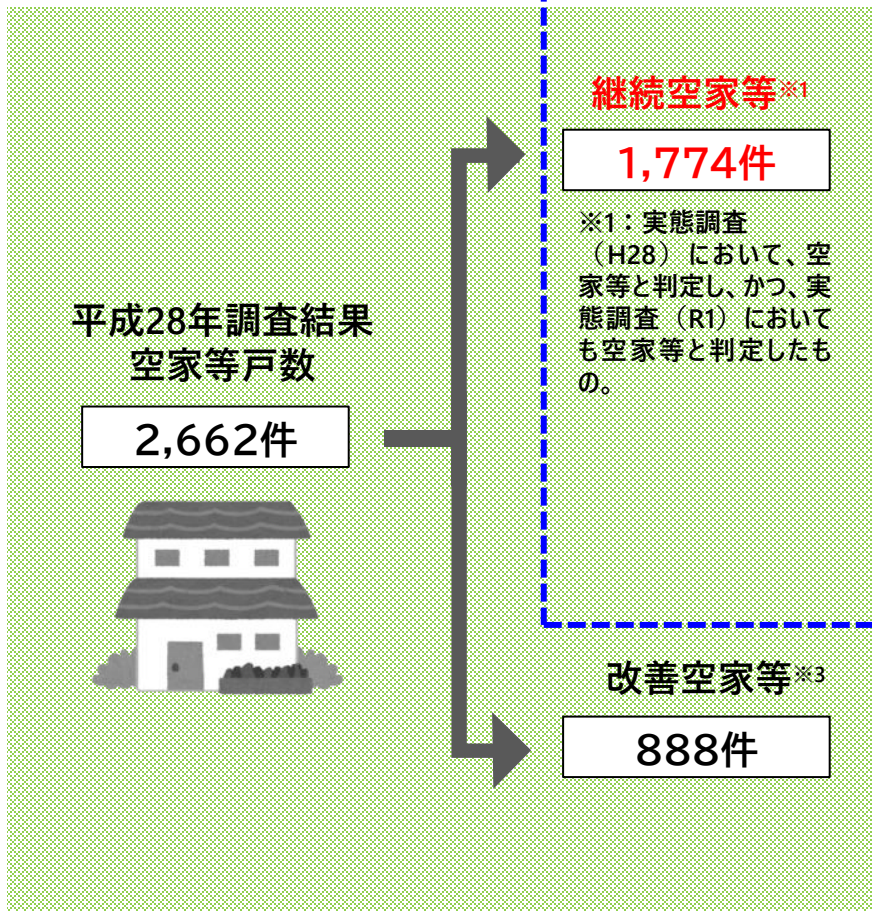 平成28年調査結果
空家等戸数
2,662件
継続空家等※1
1,774件
※1：実態調査
（H28）において、空
家等と判定し、かつ、実
態調査（R1）において
も空家等と判定したも
の。
改善空家等※3
888件